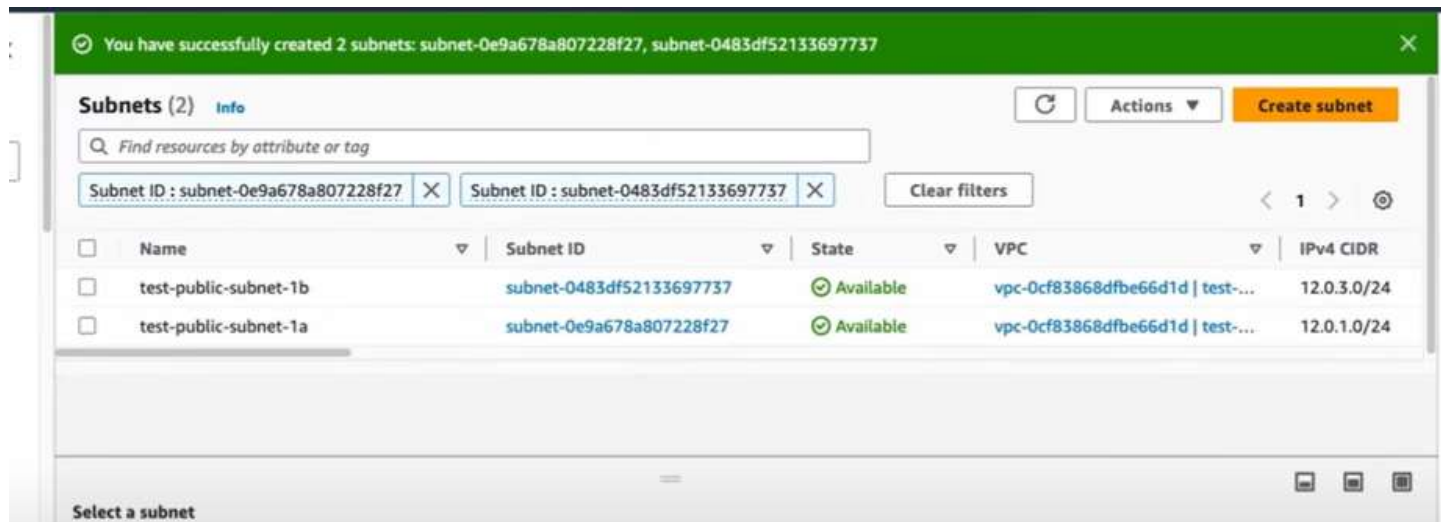 You have successfully created 2 subnets: subnet-0e9a678a807228f27, subnet-0483df52133697737
Subnets (2) Info
Actions
Create subnet
Find resources by attribute or tag
Subnet ID : subnet-0e9a678a807228f27
Subnet ID : subnet-0483df52133697737
Clear filters
1
Name Subnet ID State VPC IPv4 CIDR
test-public-subnet-1b subnet-0483df52133697737 Available vpc-0cf83868dfbe66d1d | test-... 12.0.3.0/24
test-public-subnet-1a subnet-0e9a678a807228f27 Available vpc-0cf83868dfbe66d1d | test-... 12.0.1.0/24
Select a subnet